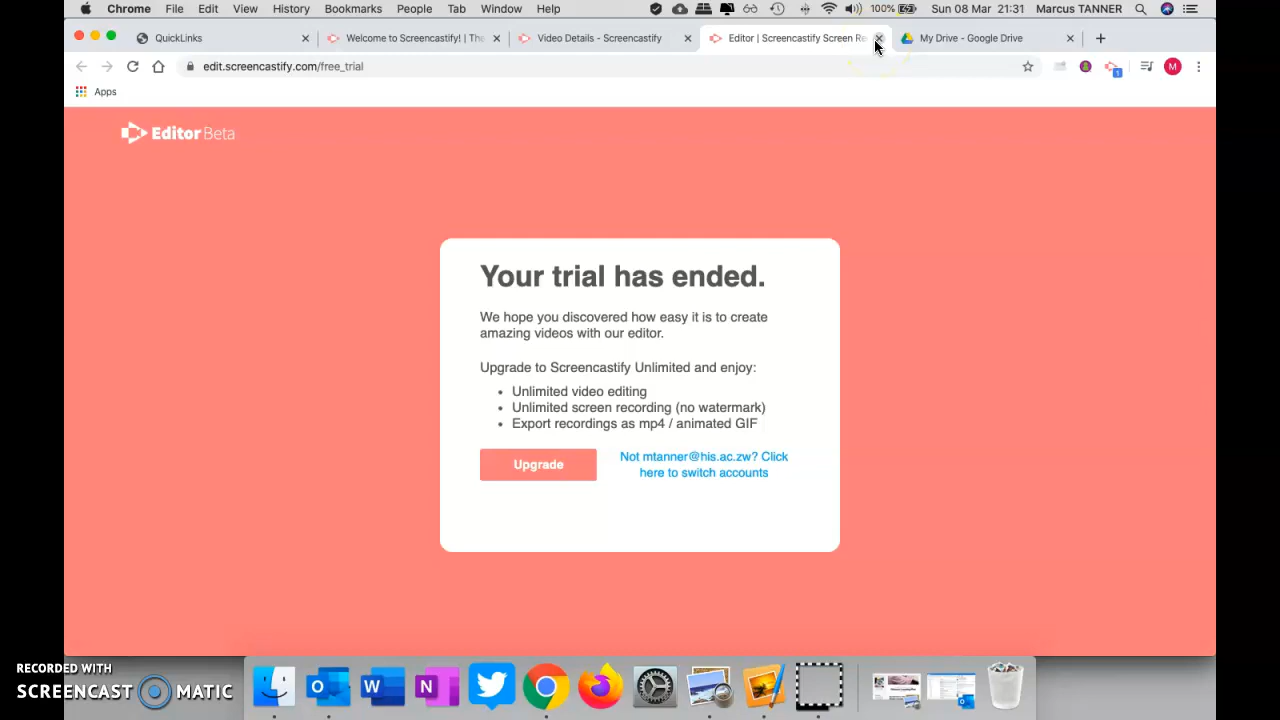 Chrome File Edit View History Bookmarks People Tab Window Help 100% Sun 08 Mar 21:31 Marcus TANNER
QuickLinks Welcome to Screencastify! | Tho Video Details - Screencastify Editor | Screencastify Screen Re My Drive - Google Drive
edit.screencastify.com/free_trial 1 M
Apps
Editor Beta
Your trial has ended.
We hope you discovered how easy it is to create
amazing videos with our editor.
Upgrade to Screencastify Unlimited and enjoy:
• Unlimited video editing
• Unlimited screen recording (no watermark)
• Export recordings as mp4 / animated GIF
Upgrade
Not mtanner@his.ac.zw? Click
here to switch accounts
RECORDED WITH
SCREENCAST MATIC